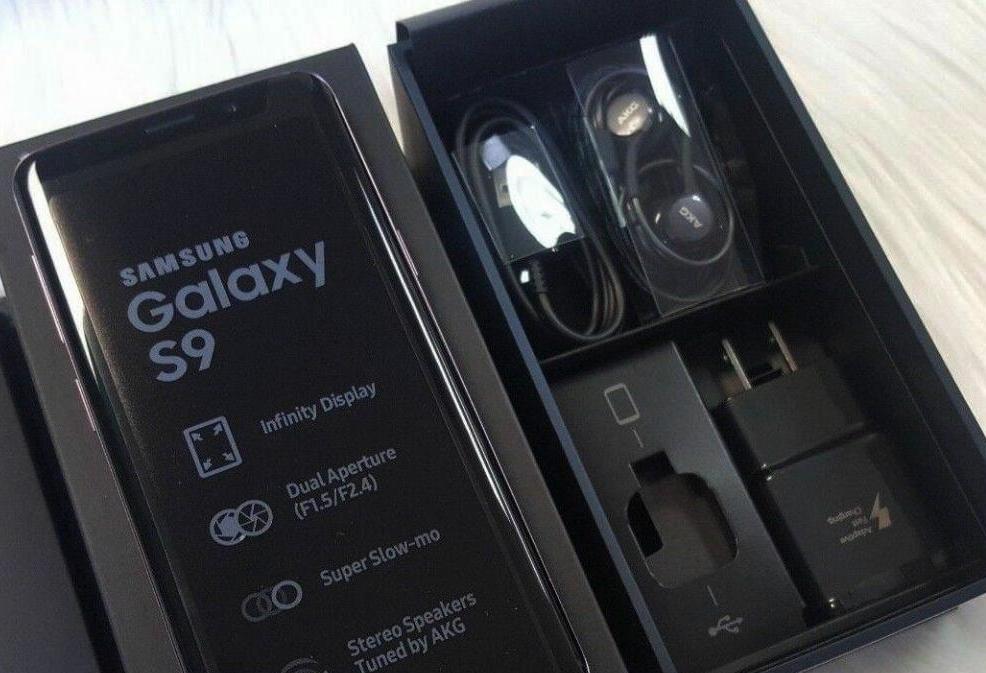 SAMSUNG
Galaxy
S9
Infinity Display
Dual Aperture
(F1.5/F2.4)
Super Slow-mo
Stereo Speakers
Tuned by AKG
AKG
AKG
Adaptive
Fast
Charging